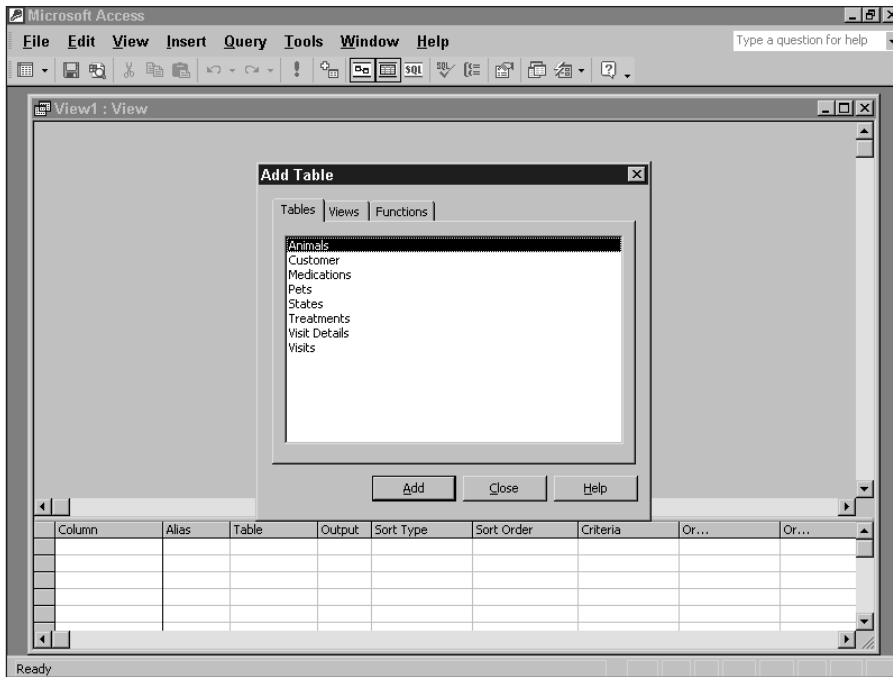 Microsoft Access
File Edit View Insert Query Tools Window Help
Type a question for help
SQL
View1 : View
Add Table
Tables Views Functions
Animals
Customer
Medications
Pets
States
Treatments
Visit Details
Visits
Add Close Help
Column Alias Table Output Sort Type Sort Order Criteria Or... Or...
Ready